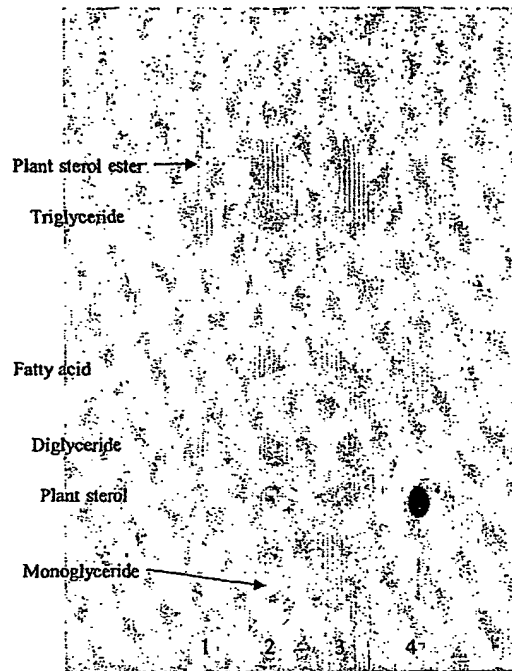 Plant sterol ester
Triglyceride
Fatty acid
Diglyceride
Plant sterol
Monoglyceride
1 2 3 4